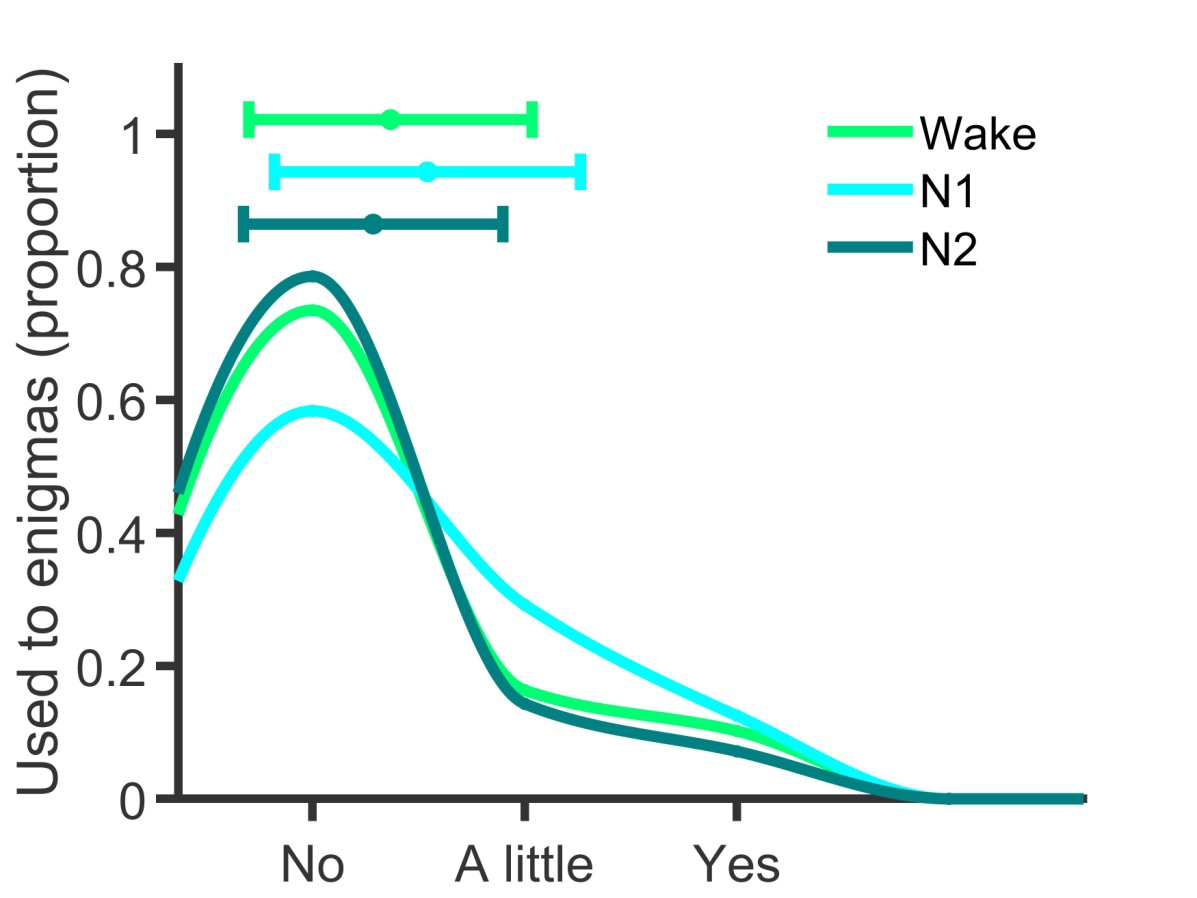 Used to enigmas (proportion)
1
0.8
0.6
0.4
0.2
0
Wake
N1
N2
No
A little
Yes